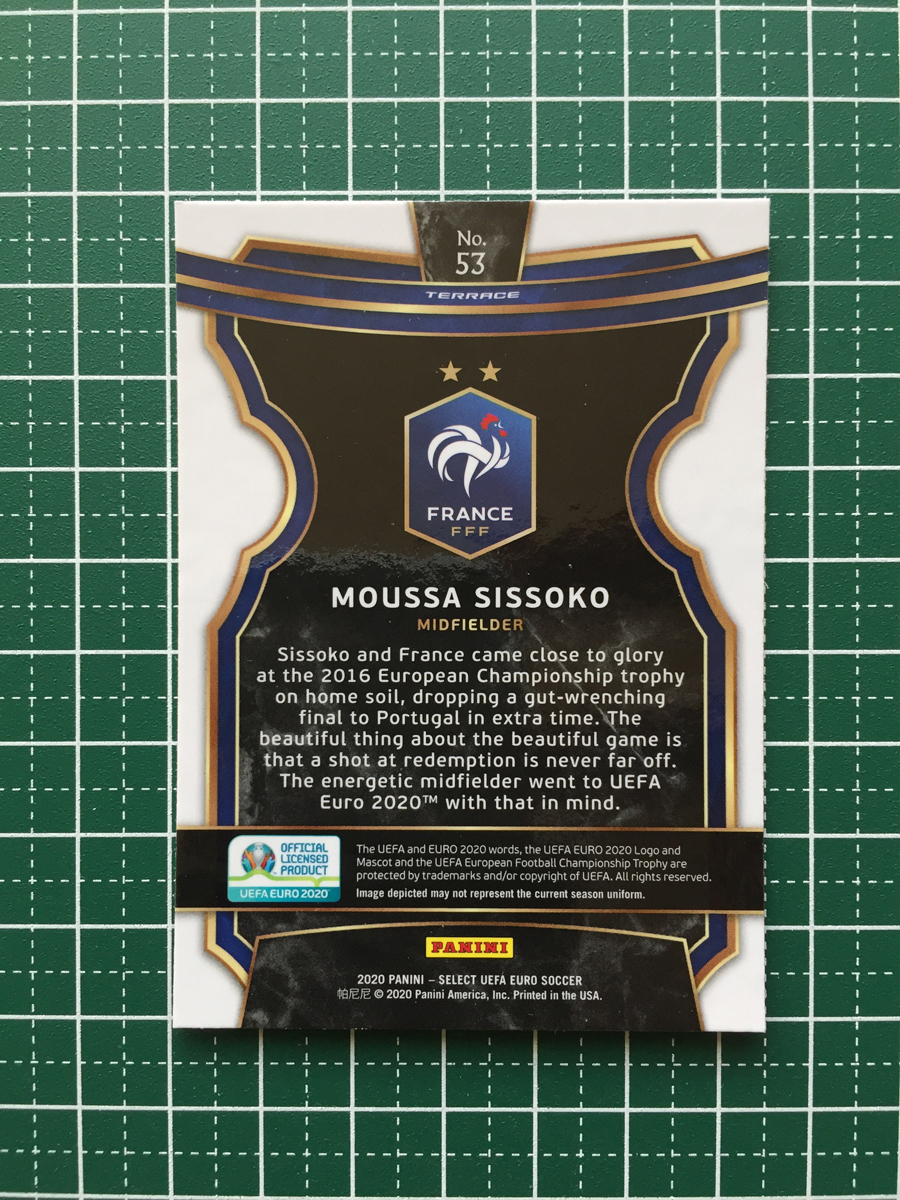 No.
53
TERRACE
FRANCE
FFF
MOUSSA SISSOKO
MIDFIELDER
Sissoko and France came close to glory
at the 2016 European Championship trophy
on home soil, dropping a gut-wrenching
final to Portugal in extra time. The
beautiful thing about the beautiful game is
that a shot at redemption is never far off.
The energetic midfielder went to UEFA
Euro 2020™ with that in mind.
OFFICIAL
LICENSED
PRODUCT
UEFA EURO 2020
The UEFA and EURO 2020 words, the UEFA EURO 2020 Logo and
Mascot and the UEFA European Football Championship Trophy are
protected by trademarks and/or copyright of UEFA. All rights reserved.
Image depicted may not represent the current season uniform.
PANINI
2020 PANINI – SELECT UEFA EURO SOCCER
帕尼尼 © 2020 Panini America, Inc. Printed in the USA.